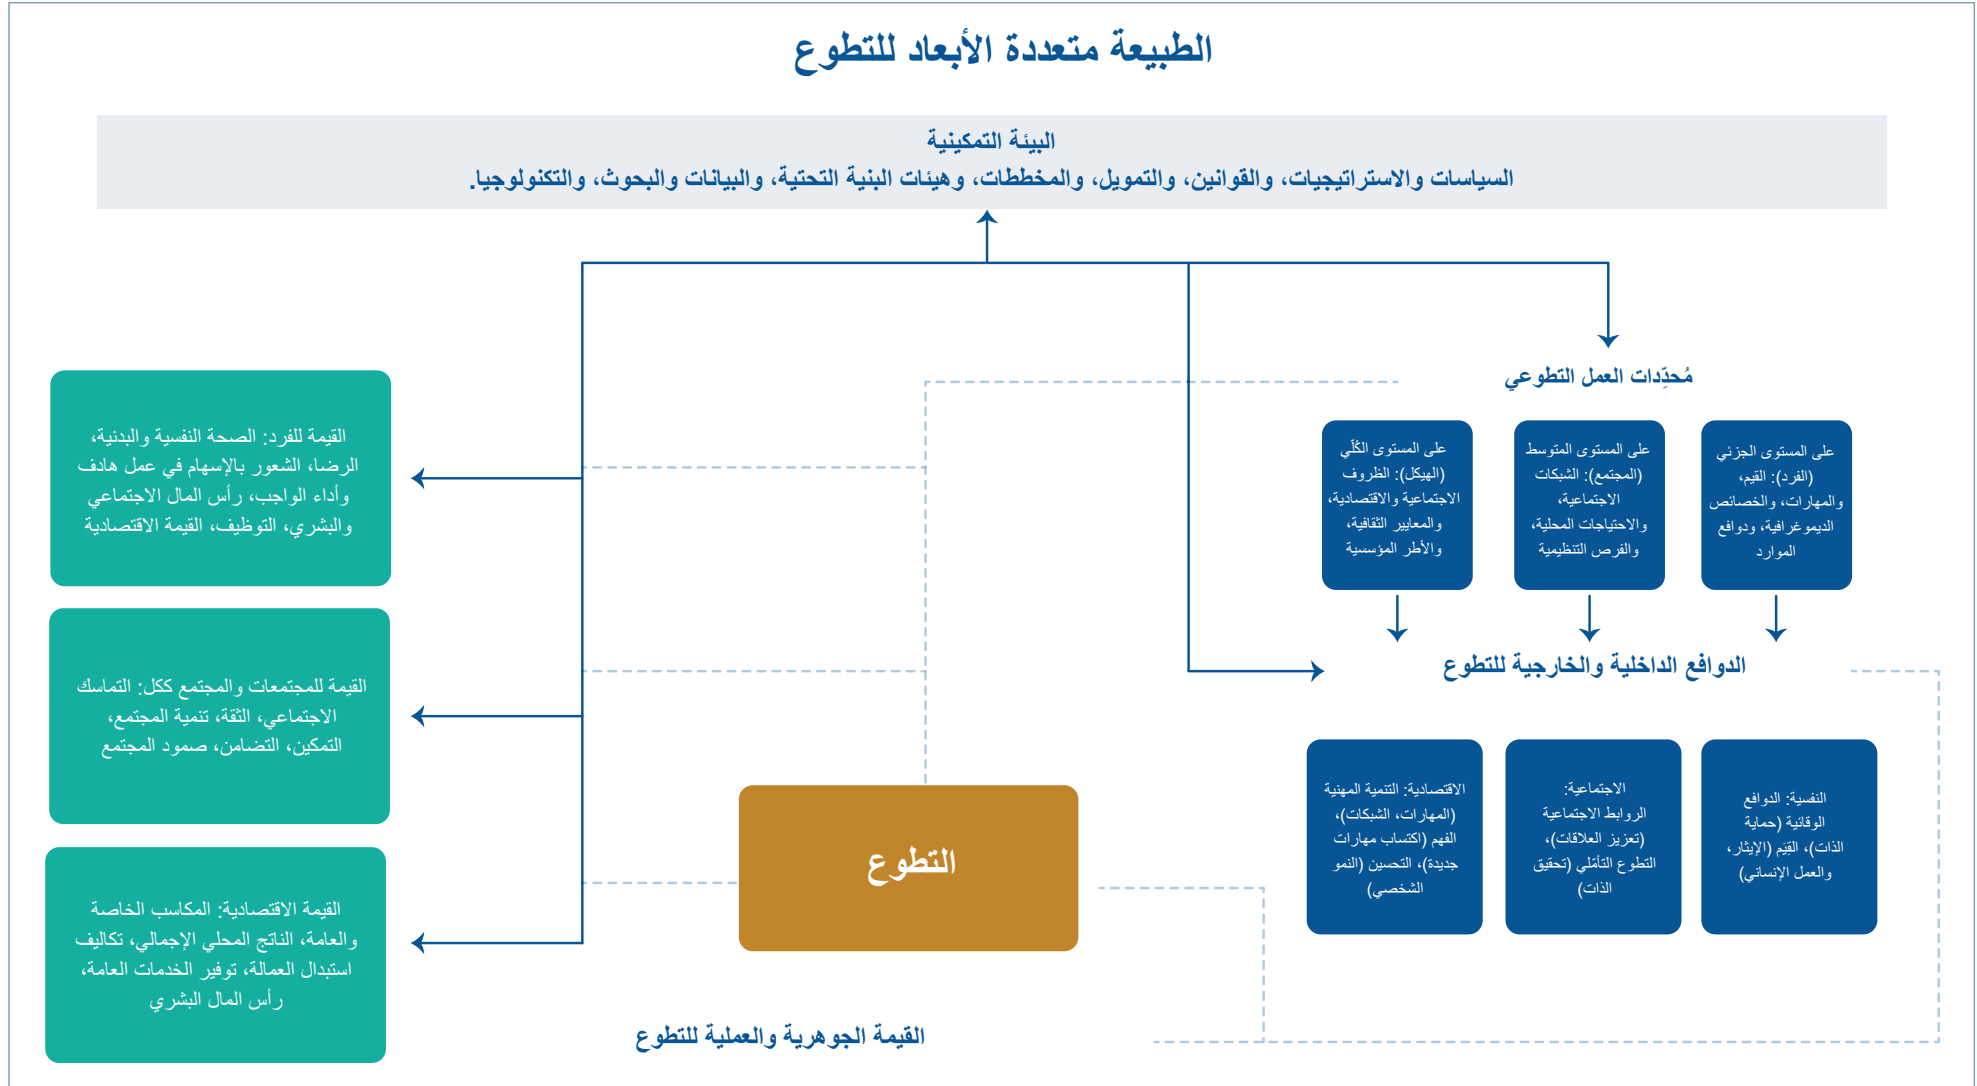 الطبيعة متعددة الأبعاد للتطوع
البيئة التمكينية
السياسات والاستراتيجيات، والقوانين، والتمويل، والمخططات، وهيئات البنية التحتية، والبيانات والبحوث، والتكنولوجيا.
مُحدِّدات العمل التطوعي
على المستوى الجزئي
(الفرد): القيم،
والمهارات، والخصائص
الديموغرافية، ودوافع
الموارد
على المستوى المتوسط
(المجتمع): الشبكات
الاجتماعية،
والاحتياجات المحلية،
والفرص التنظيمية
على المستوى الكُلّي
(الهيكل): الظروف
الاجتماعية والاقتصادية،
والمعايير الثقافية،
والأطر المؤسسية
الدوافع الداخلية والخارجية للتطوع
النفسية: الدوافع
الوقائية (حماية
الذات)، القِيَم (الإيثار،
والعمل الإنساني)
الاجتماعية:
الروابط الاجتماعية
(تعزيز العلاقات)،
التطوع التأمّلي (تحقيق
الذات)
الاقتصادية: التنمية المهنية
(المهارات، الشبكات)،
الفهم (اكتساب مهارات
جديدة)، التحسين (النمو
الشخصي)
التطوع
القيمة للفرد: الصحة النفسية والبدنية،
الرضا، الشعور بالإسهام في عمل هادف
وأداء الواجب، رأس المال الاجتماعي
والبشري، التوظيف، القيمة الاقتصادية
القيمة للمجتمعات والمجتمع ككل: التماسك
الاجتماعي، الثقة، تنمية المجتمع،
التمكين، التضامن، صمود المجتمع
القيمة الاقتصادية: المكاسب الخاصة
والعامة، الناتج المحلي الإجمالي، تكاليف
استبدال العمالة، توفير الخدمات العامة،
رأس المال البشري
القيمة الجوهرية والعملية للتطوع